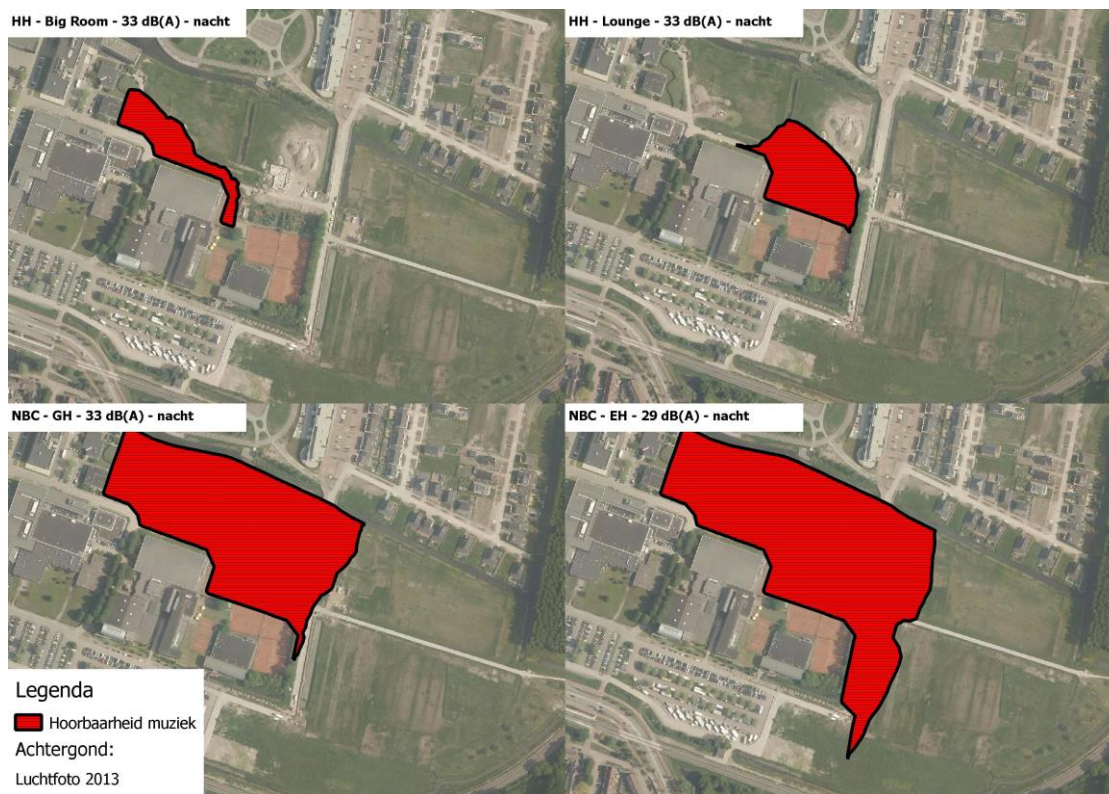 HH - Big Room - 33 dB(A) - nacht
HH - Lounge - 33 dB(A) - nacht
NBC - GH - 33 dB(A) - nacht
NBC - EH - 29 dB(A) - nacht
Legenda
Hoorbaarheid muziek
Achtergond:
Luchtfoto 2013